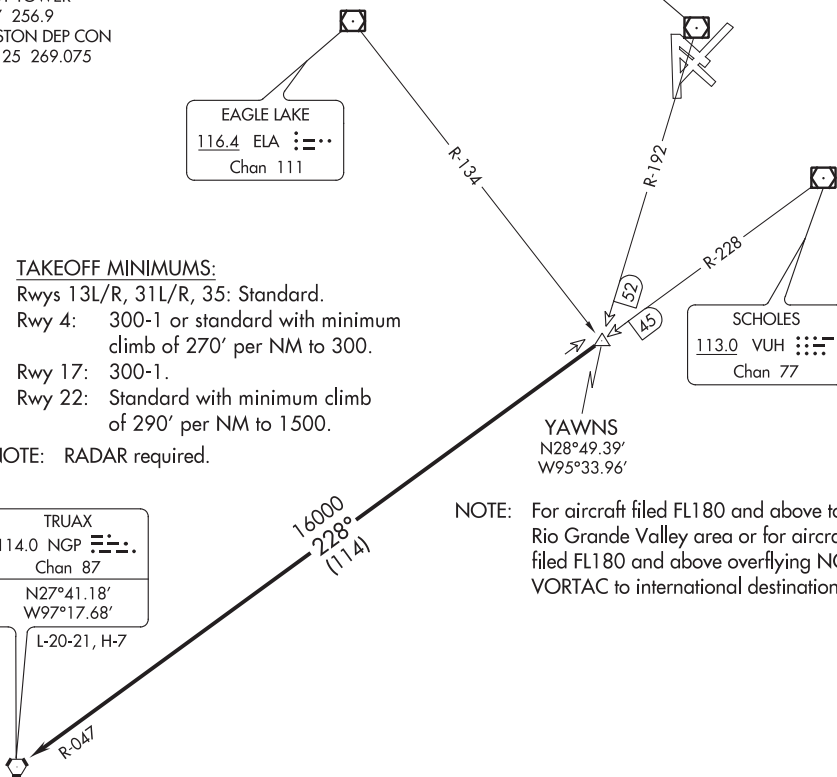 256.9
DEP CON
25 269.075
EAGLE LAKE
116.4 ELA
Chan 111
R-134
R-192
R-228
52
45
SCHOLES
113.0 VUH
Chan 77
TAKEOFF MINIMUMS:
Rwys 13L/R, 31L/R, 35: Standard.
Rwy 4: 300-1 or standard with minimum
climb of 270' per NM to 300.
Rwy 17: 300-1.
Rwy 22: Standard with minimum climb
of 290' per NM to 1500.
NOTE: RADAR required.
YAWNS
N28°49.39'
W95°33.96'
16000
228°
(114)
NOTE: For aircraft filed FL180 and above to
Rio Grande Valley area or for
filed FL180 and above overflying
VORTAC to international
TRUAX
114.0 NGP
Chan 87
N27°41.18'
W97°17.68'
L-20-21, H-7
R-047